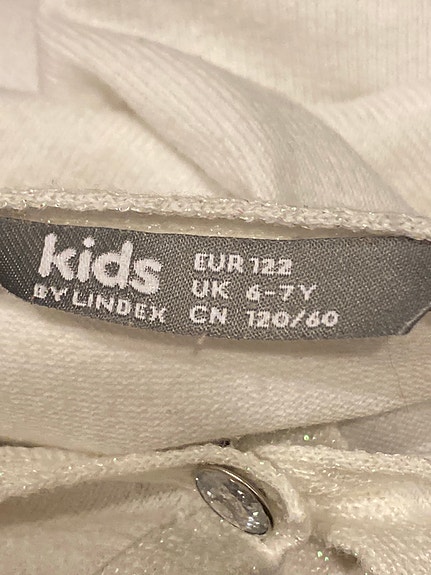 kids
BY LINDEX
EUR 122
UK 6-7Y
CN 120/60